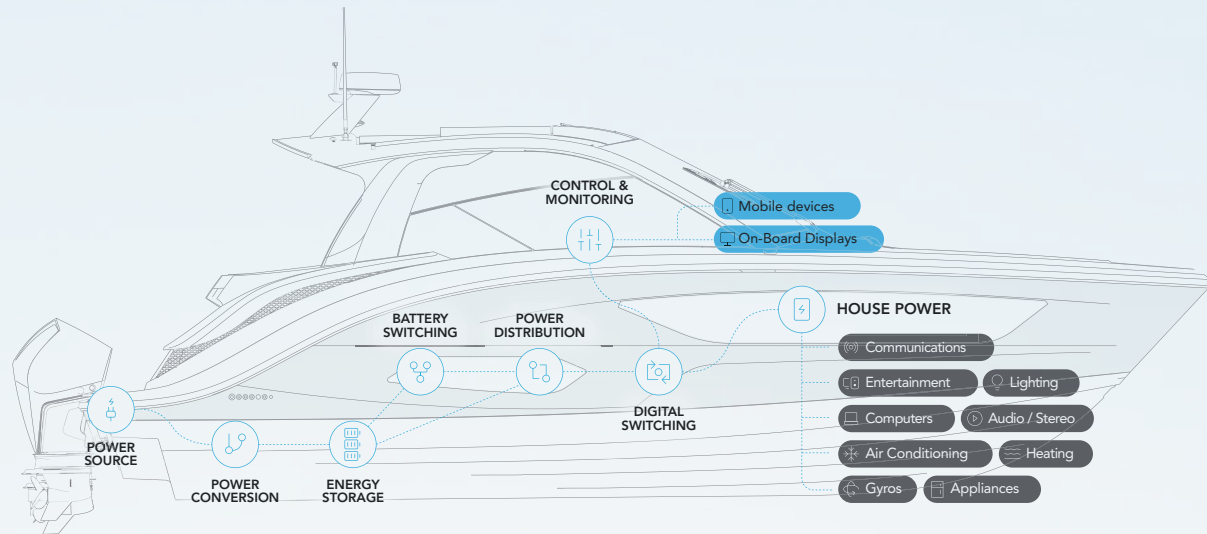 CONTROL &
MONITORING
Mobile devices
On-Board Displays
HOUSE POWER
BATTERY
SWITCHING
POWER
DISTRIBUTION
Communications
Entertainment
Lighting
DIGITAL
SWITCHING
Computers
Audio / Stereo
POWER
SOURCE
Air Conditioning
Heating
POWER
CONVERSION
ENERGY
STORAGE
Gyros
Appliances